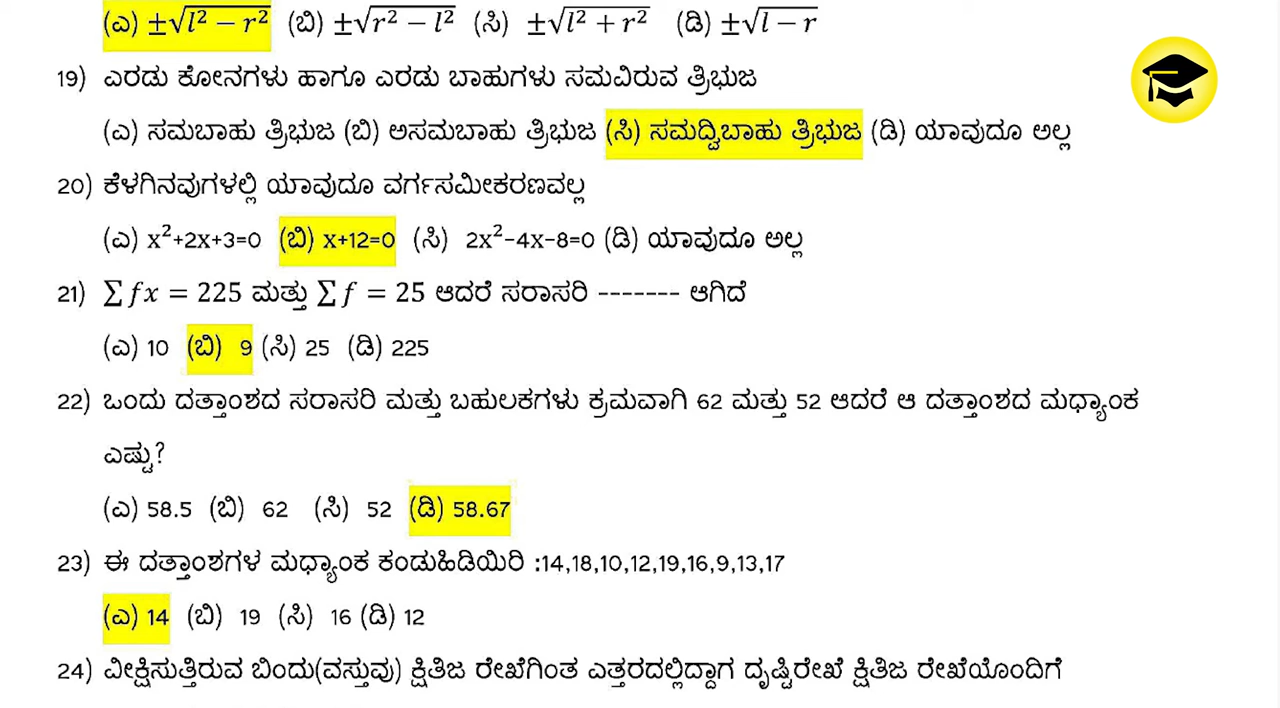 (ಎ) ±√l² − r² (ಬಿ) ±√r² − l² (ಸಿ) ±√l² + r² (ಡಿ) ±√l − r
19) ಎರಡು ಕೋನಗಳು ಹಾಗೂ ಎರಡು ಬಾಹುಗಳು ಸಮವಿರುವ ತ್ರಿಭುಜ
(ಎ) ಸಮಬಾಹು ತ್ರಿಭುಜ (ಬಿ) ಅಸಮಬಾಹು ತ್ರಿಭುಜ (ಸಿ) ಸಮದ್ವಿಬಾಹು ತ್ರಿಭುಜ (ಡಿ) ಯಾವುದೂ ಅಲ್ಲ
20) ಕೆಳಗಿನವುಗಳಲ್ಲಿ ಯಾವುದೂ ವರ್ಗಸಮೀಕರಣವಲ್ಲ
(ಎ) x²+2x+3=0 (ಬಿ) x+12=0 (ಸಿ) 2x²-4x-8=0 (ಡಿ) ಯಾವುದೂ ಅಲ್ಲ
21) ∑ fx = 225 ಮತ್ತು ∑ f = 25 ಆದರೆ ಸರಾಸರಿ ------- ಆಗಿದೆ
(ಎ) 10 (ಬಿ) 9 (ಸಿ) 25 (ಡಿ) 225
22) ಒಂದು ದತ್ತಾಂಶದ ಸರಾಸರಿ ಮತ್ತು ಬಹುಲಕಗಳು ಕ್ರಮವಾಗಿ 62 ಮತ್ತು 52 ಆದರೆ ಆ ದತ್ತಾಂಶದ ಮಧ್ಯಾಂಕ
ಎಷ್ಟು?
(ಎ) 58.5 (ಬಿ) 62 (ಸಿ) 52 (ಡಿ) 58.67
23) ಈ ದತ್ತಾಂಶಗಳ ಮಧ್ಯಾಂಕ ಕಂಡುಹಿಡಿಯಿರಿ :14,18,10,12,19,16,9,13,17
(ಎ) 14 (ಬಿ) 19 (ಸಿ) 16 (ಡಿ) 12
24) ವೀಕ್ಷಿಸುತ್ತಿರುವ ಬಿಂದು(ವಸ್ತುವು) ಕ್ಷಿತಿಜ ರೇಖೆಗಿಂತ ಎತ್ತರದಲ್ಲಿದ್ದಾಗ ದೃಷ್ಟಿರೇಖೆ ಕ್ಷಿತಿಜ ರೇಖೆಯೊಂದಿಗೆ